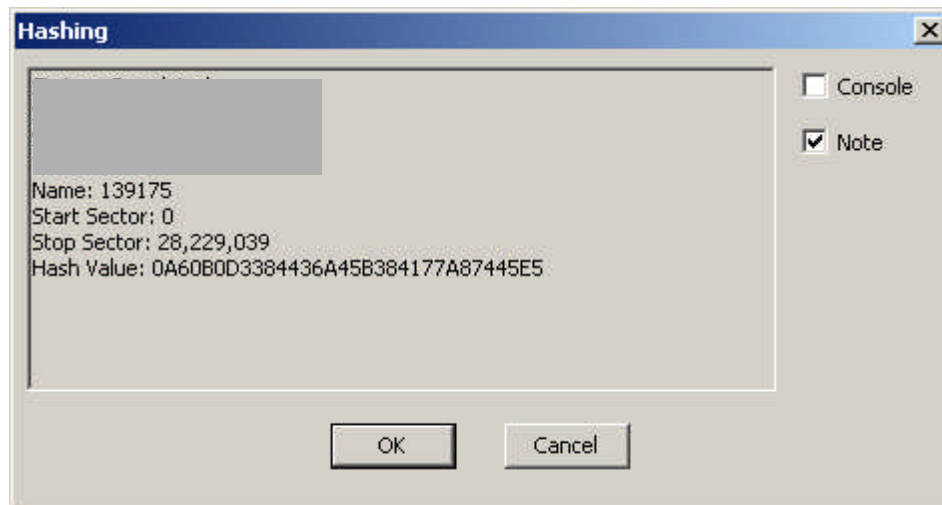 Hashing
Console
Note
Name: 139175
Start Sector: 0
Stop Sector: 28,229,039
Hash Value: 0A60B0D3384436A45B384177A87445E5
OK
Cancel